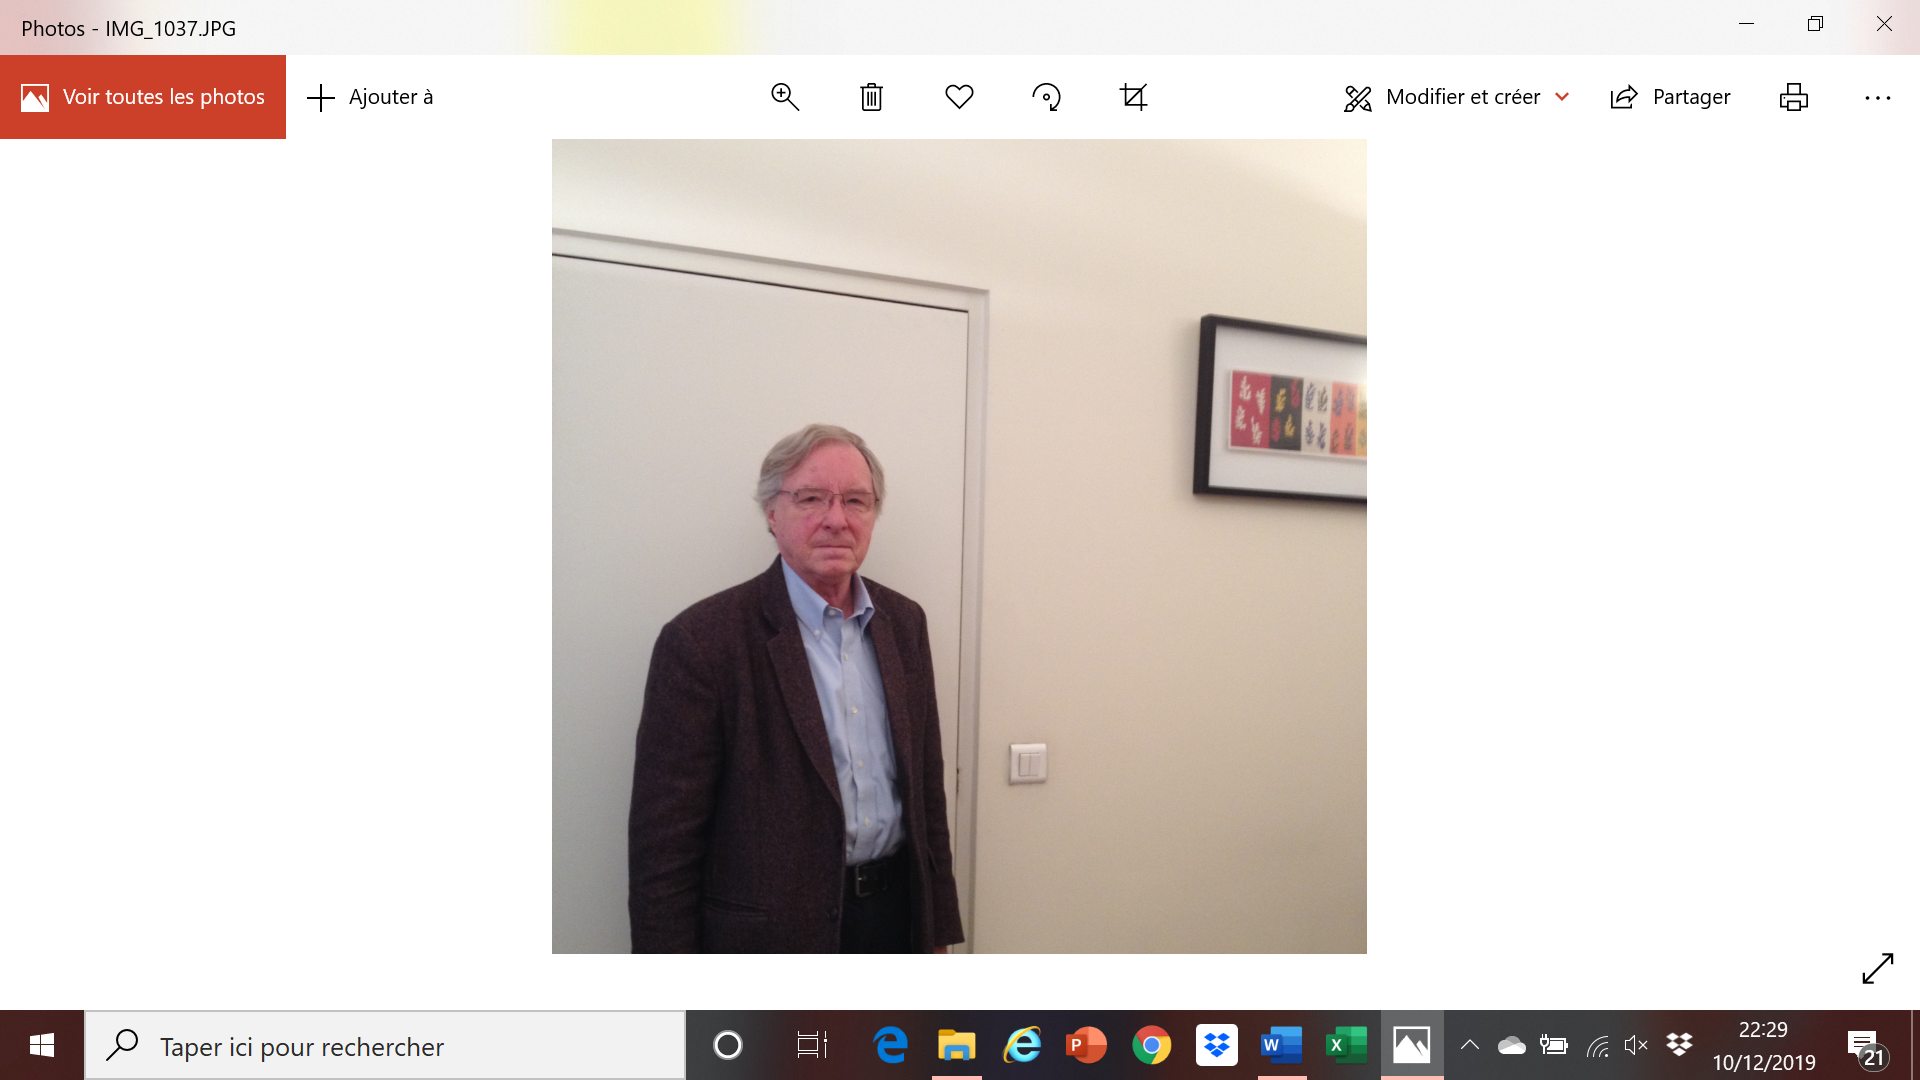 Photos - IMG_1037.JPG
Voir toutes les photos
Ajouter à
Modifier et créer
Partager
Taper ici pour rechercher
22:29
10/12/2019
21